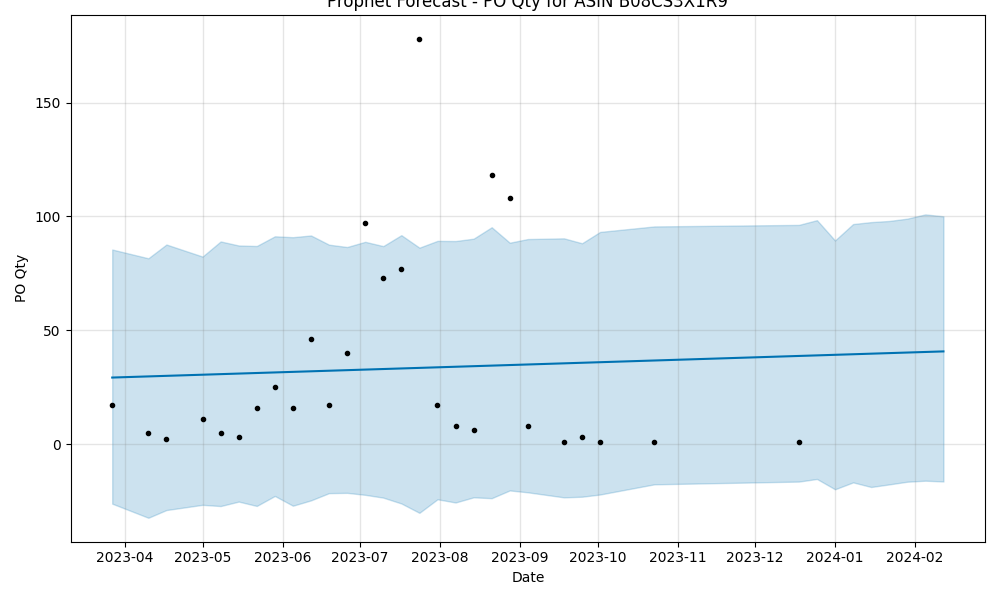 Prophet Forecast - PO Qty for ASIN B08CS3X1R9
150
100
50
0
PO Qty
2023-04 2023-05 2023-06 2023-07 2023-08 2023-09 2023-10 2023-11 2023-12 2024-01 2024-02
Date